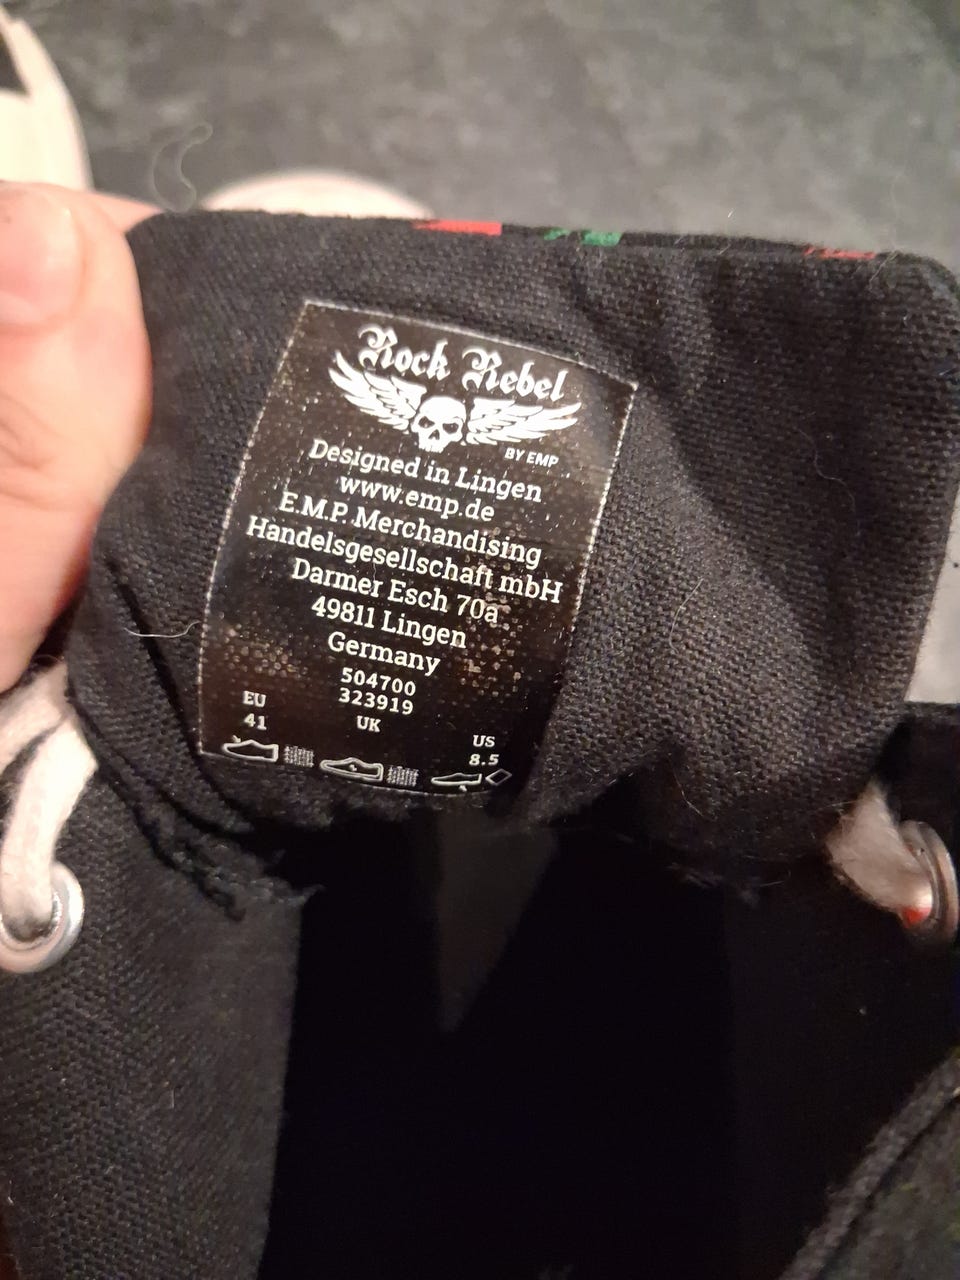 Rock Rebel
BY EMP
Designed in Lingen
www.emp.de
E.M.P. Merchandising
Handelsgesellschaft mbH
Darmer Esch 70a
49811 Lingen
Germany
504700
323919
EU UK US
41 8.5